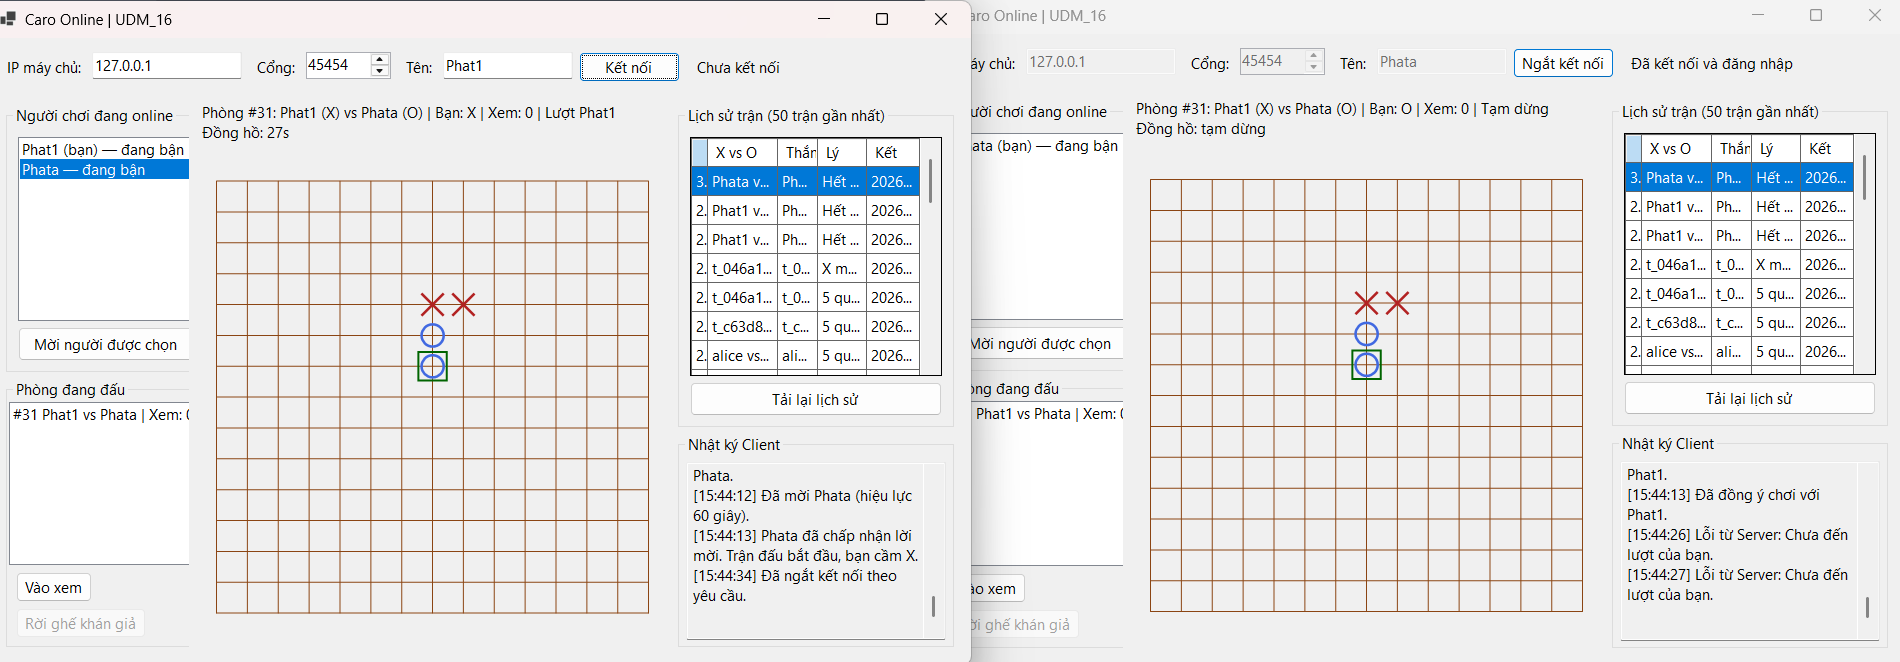 Caro Online | UDM_16
IP máy chủ: 127.0.0.1 Cổng: 45454 Tên: Phat1 Kết nối Chưa kết nối
Người chơi đang online
Phat1 (bạn) — đang bận
Phata — đang bận
Mời người được chọn
Phòng đang đấu
#31 Phat1 vs Phata | Xem: 0
Vào xem
Rời ghế khán giả
Phòng #31: Phat1 (X) vs Phata (O) | Bạn: X | Xem: 0 | Lượt Phat1
Đồng hồ: 27s
Lịch sử trận (50 trận gần nhất)
X vs O Thắn Lý Kết
3. Phata v... Ph... Hết ... 2026...
2. Phat1 v... Ph... Hết ... 2026...
2. Phat1 v... Ph... Hết ... 2026...
2. t_046a1... t_0... X m... 2026...
2. t_046a1... t_0... 5 qu... 2026...
2. t_c63d8... t_c... 5 qu... 2026...
2. alice vs... ali... 5 qu... 2026...
Tải lại lịch sử
Nhật ký Client
Phata.
[15:44:12] Đã mời Phata (hiệu lực
60 giây).
[15:44:13] Phata đã chấp nhận lời
mời. Trận đấu bắt đầu, bạn cầm X.
[15:44:34] Đã ngắt kết nối theo
yêu cầu.
aro Online | UDM_16
áy chủ: 127.0.0.1 Cổng: 45454 Tên: Phata Ngắt kết nối Đã kết nối và đăng nhập
ười chơi đang online
ata (bạn) — đang bận
Mời người được chọn
òng đang đấu
Phat1 vs Phata | Xem: 0
ào xem
ời ghế khán giả
Phòng #31: Phat1 (X) vs Phata (O) | Bạn: O | Xem: 0 | Tạm dừng
Đồng hồ: tạm dừng
Lịch sử trận (50 trận gần nhất)
X vs O Thắn Lý Kết
3. Phata v... Ph... Hết ... 2026...
2. Phat1 v... Ph... Hết ... 2026...
2. Phat1 v... Ph... Hết ... 2026...
2. t_046a1... t_0... X m... 2026...
2. t_046a1... t_0... 5 qu... 2026...
2. t_c63d8... t_c... 5 qu... 2026...
2. alice vs... ali... 5 qu... 2026...
Tải lại lịch sử
Nhật ký Client
Phat1.
[15:44:13] Đã đồng ý chơi với
Phat1.
[15:44:26] Lỗi từ Server: Chưa đến
lượt của bạn.
[15:44:27] Lỗi từ Server: Chưa đến
lượt của bạn.